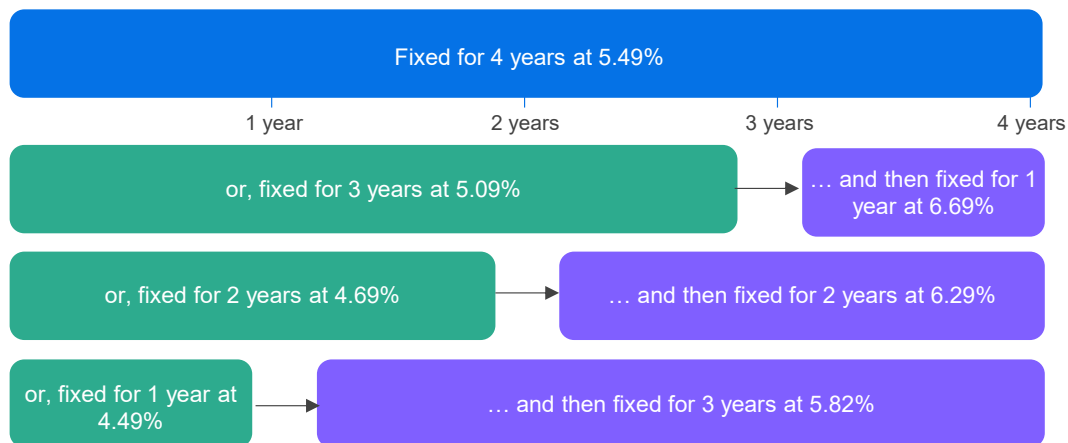 Fixed for 4 years at 5.49%
1 year
2 years
3 years
4 years
or, fixed for 3 years at 5.09%
… and then fixed for 1
year at 6.69%
or, fixed for 2 years at 4.69%
… and then fixed for 2 years at 6.29%
or, fixed for 1 year at
4.49%
… and then fixed for 3 years at 5.82%